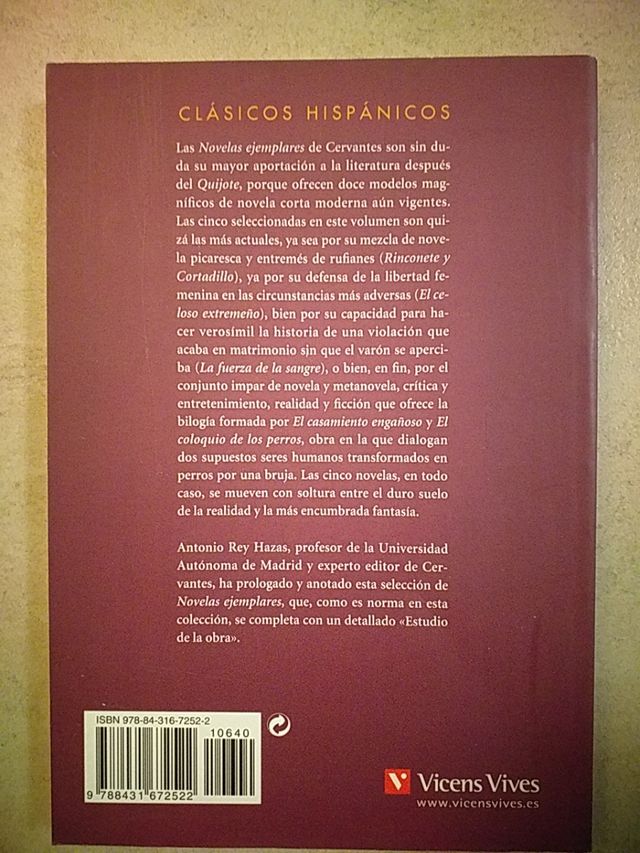 CLÁSICOS HISPÁNICOS
Las Novelas ejemplares de Cervantes son sin du-
da su mayor aportación a la literatura después
del Quijote, porque ofrecen doce modelos mag-
níficos de novela corta moderna aún vigentes.
Las cinco seleccionadas en este volumen son qui-
zá las más actuales, ya sea por su mezcla de nove-
la picaresca y entremés de rufianes (Rinconete y
Cortadillo), ya por su defensa de la libertad fe-
menina en las circunstancias más adversas (El ce-
loso extremeño), bien por su capacidad para ha-
cer verosímil la historia de una violación que
acaba en matrimonio sin que el varón se aperci-
ba (La fuerza de la sangre), o bien, en fin, por el
conjunto impar de novela y metanovela, crítica y
entretenimiento, realidad y ficción que ofrece la
bilogía formada por El casamiento engañoso y El
coloquio de los perros, obra en la que dialogan
dos supuestos seres humanos transformados en
perros por una bruja. Las cinco novelas, en todo
caso, se mueven con soltura entre el duro suelo
de la realidad y la más encumbrada fantasía.
Antonio Rey Hazas, profesor de la Universidad
Autónoma de Madrid y experto editor de Cer-
vantes, ha prologado y anotado esta selección de
Novelas ejemplares, que, como es norma en esta
colección, se completa con un detallado «Estudio
de la obra».
ISBN 978-84-316-7252-2
10640
9 788431 672522
Vicens Vives
www.vicensvives.es